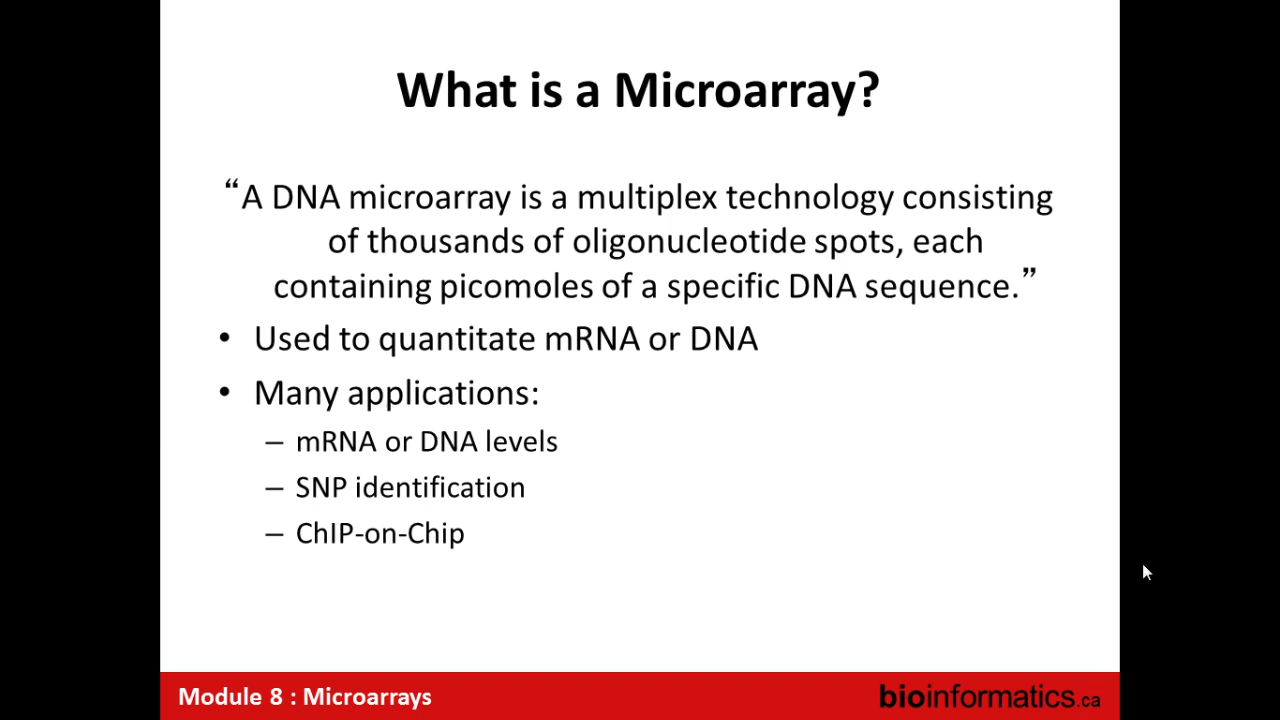 What is a Microarray?
“A DNA microarray is a multiplex technology consisting
of thousands of oligonucleotide spots, each
containing picomoles of a specific DNA sequence.”
• Used to quantitate mRNA or DNA
• Many applications:
– mRNA or DNA levels
– SNP identification
– ChIP-on-Chip
Module 8 : Microarrays
bioinformatics.ca